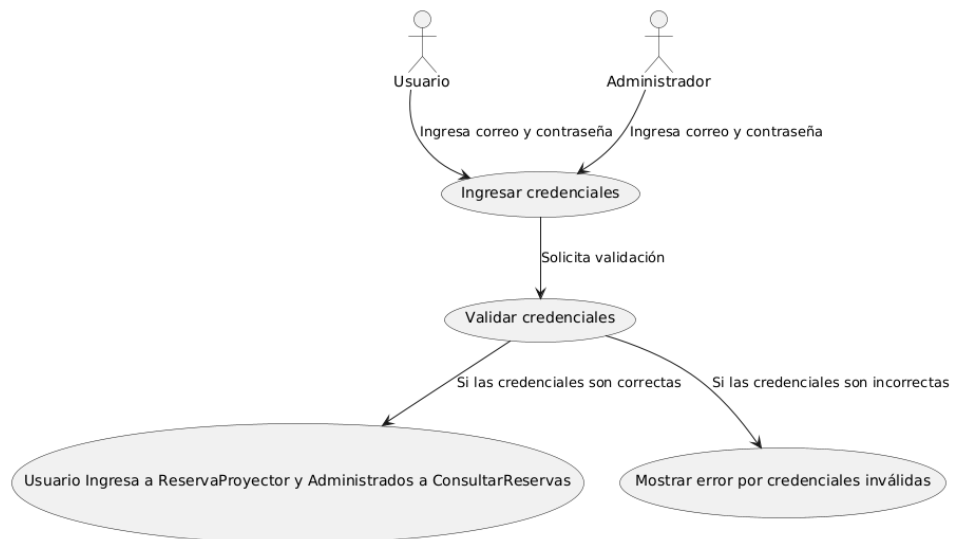 Usuario
Administrador
Ingresa correo y contraseña
Ingresa correo y contraseña
Ingresar credenciales
Solicita validación
Validar credenciales
Si las credenciales son correctas
Si las credenciales son incorrectas
Usuario Ingresa a ReservaProyector y Administrados a ConsultarReservas
Mostrar error por credenciales inválidas